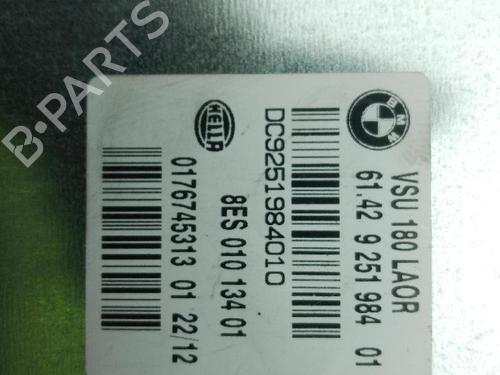 BMW
VSU 180 LAOR
61.42 9 251 984 01
DC9251984010
HELLA
8ES 010 134 01
0176745313 01 22/12
B-PARTS